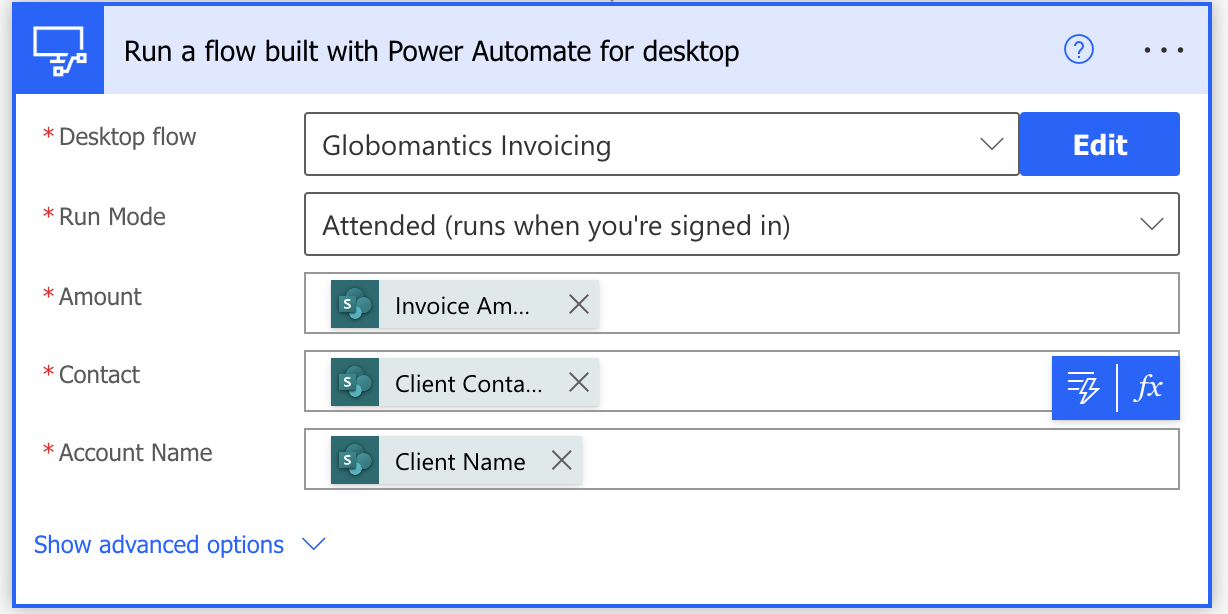 Run a flow built with Power Automate for desktop
?
* Desktop flow
Globomantics Invoicing
Edit
* Run Mode
Attended (runs when you're signed in)
* Amount
S
Invoice Am...
* Contact
S
Client Conta...
fx
* Account Name
S
Client Name
Show advanced options